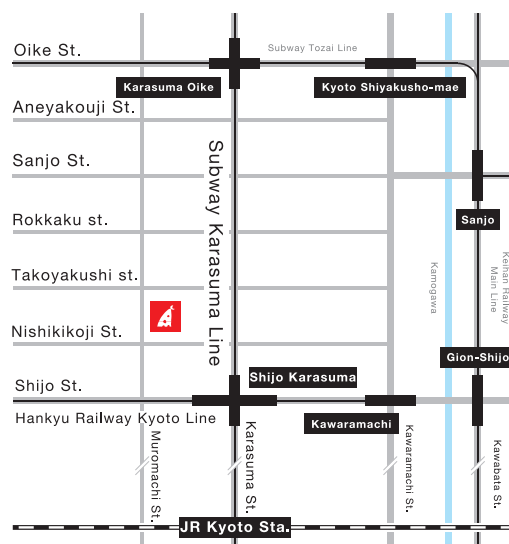 Oike St.
Subway Tozai Line
Karasuma Oike
Kyoto Shiyakusho-mae
Aneyakouji St.
Sanjo St.
Subway Karasuma Line
Rokkaku st.
Sanjo
Takoyakushi st.
Kamogawa
Keihan Railway
Main Line
Nishikikoji St.
Gion-Shijo
Shijo St.
Shijo Karasuma
Hankyu Railway Kyoto Line
Kawaramachi
Muromachi St.
Karasuma St.
Kawaramachi St.
Kawabata St.
JR Kyoto Sta.